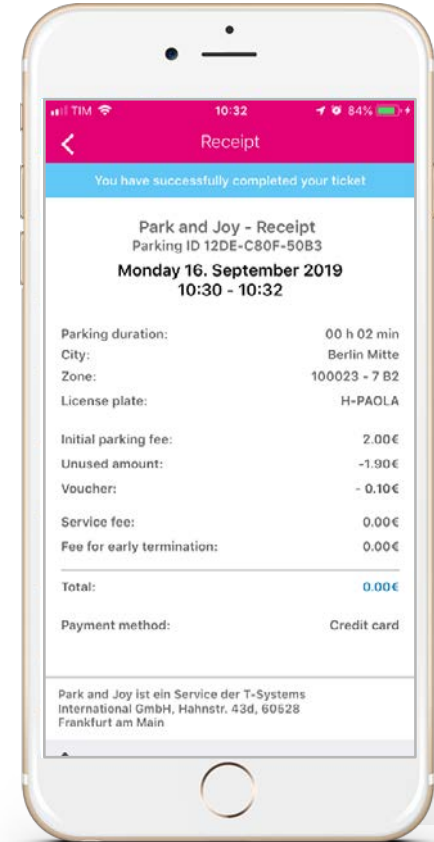 TIM 10:32 84%
Receipt
You have successfully completed your ticket
Park and Joy - Receipt
Parking ID 12DE-C80F-50B3
Monday 16. September 2019
10:30 - 10:32
Parking duration: 00 h 02 min
City: Berlin Mitte
Zone: 100023 - 7 B2
License plate: H-PAOLA
Initial parking fee: 2.00€
Unused amount: -1.90€
Voucher: - 0.10€
Service fee: 0.00€
Fee for early termination: 0.00€
Total: 0.00€
Payment method: Credit card
Park and Joy ist ein Service der T-Systems
International GmbH, Hahnstr. 43d, 60528
Frankfurt am Main